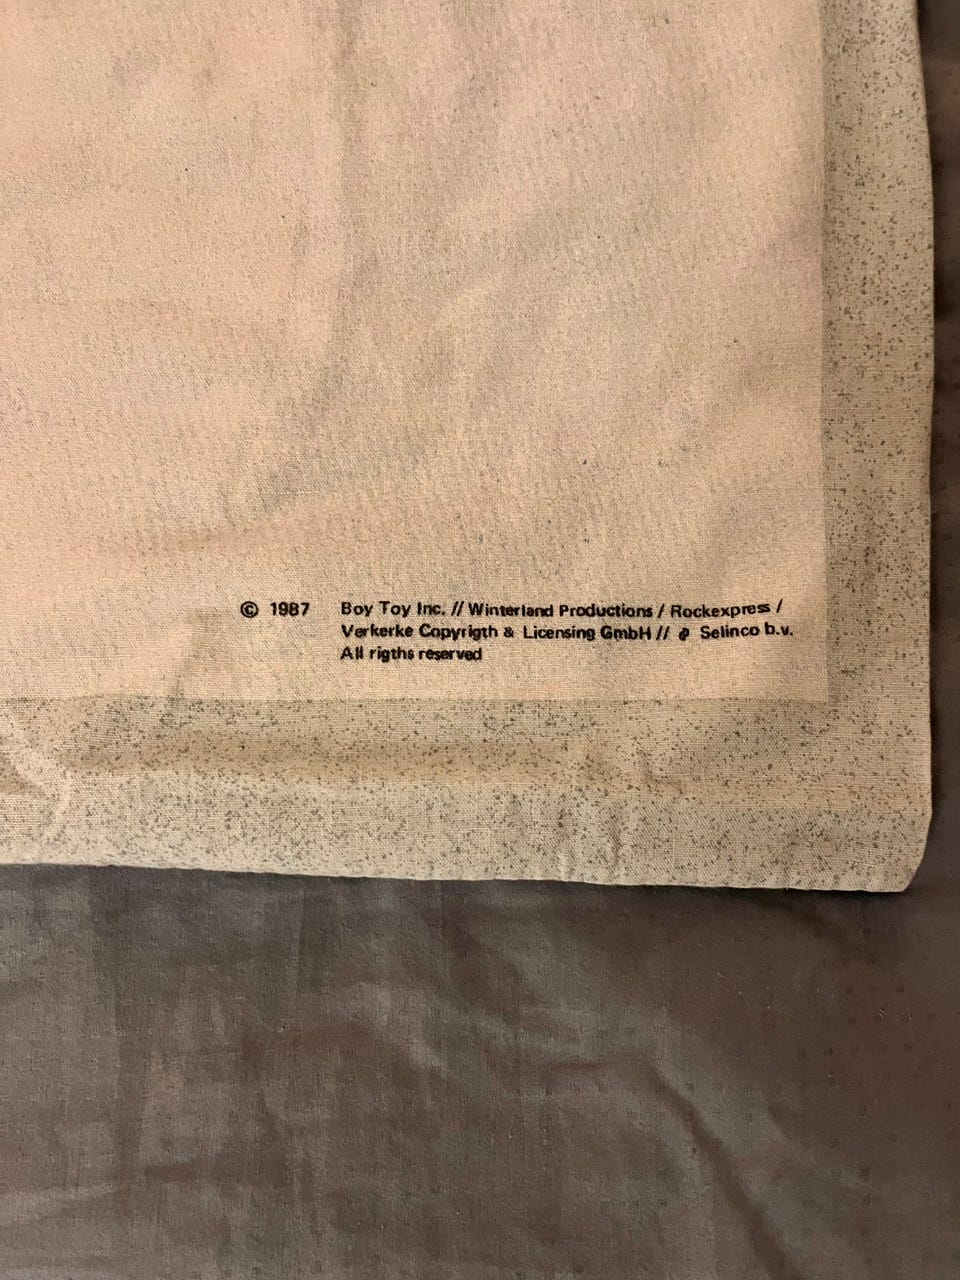 © 1987 Boy Toy Inc. // Winterland Productions / Rockexpress /
Verkerke Copyrigth & Licensing GmbH // Selinco b.v.
All rigths reserved